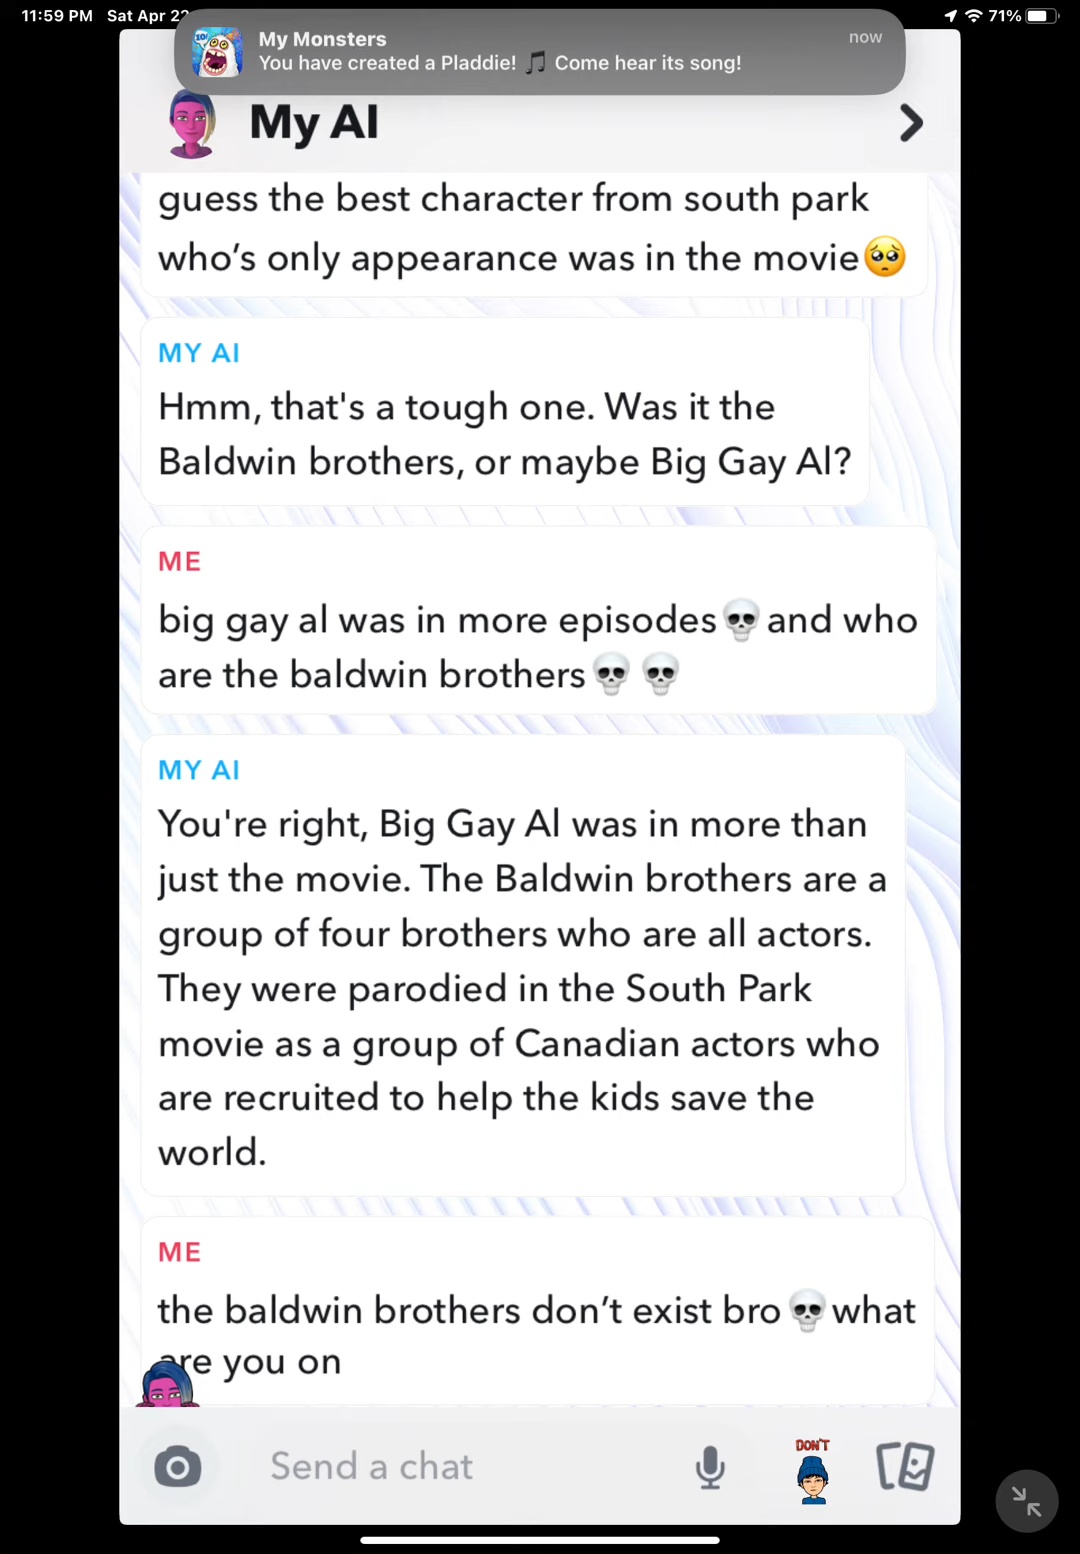 11:59 PM Sat Apr 22
71%
My Monsters
now
You have created a Pladdie! 🎵 Come hear its song!
My AI
guess the best character from south park
who's only appearance was in the movie🥺
MY AI
Hmm, that's a tough one. Was it the
Baldwin brothers, or maybe Big Gay Al?
ME
big gay al was in more episodes💀and who
are the baldwin brothers💀💀
MY AI
You're right, Big Gay Al was in more than
just the movie. The Baldwin brothers are a
group of four brothers who are all actors.
They were parodied in the South Park
movie as a group of Canadian actors who
are recruited to help the kids save the
world.
ME
the baldwin brothers don't exist bro💀what
are you on
Send a chat
DON'T